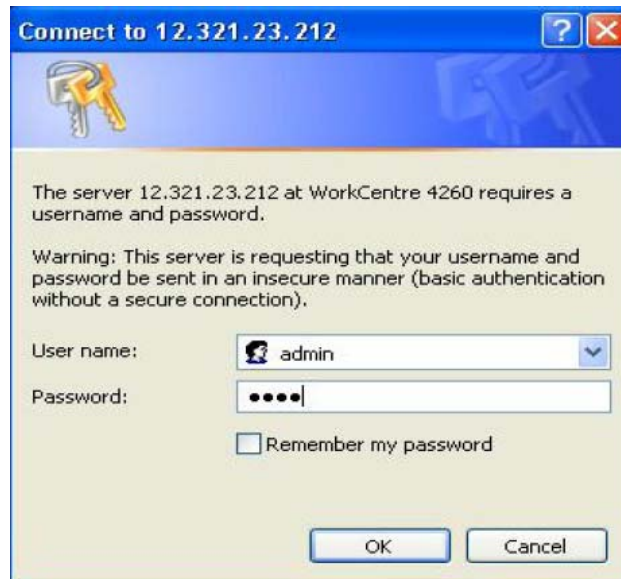 Connect to 12.321.23.212
The server 12.321.23.212 at WorkCentre 4260 requires a
username and password.
Warning: This server is requesting that your username and
password be sent in an insecure manner (basic authentication
without a secure connection).
User name: admin
Password: ••••
Remember my password
OK Cancel